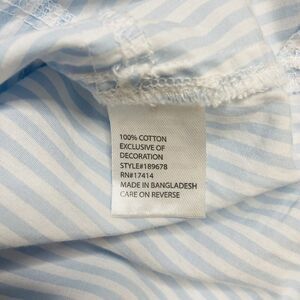 100% COTTON
EXCLUSIVE OF
DECORATION
STYLE#189678
RN#17414
MADE IN BANGLADESH
CARE ON REVERSE